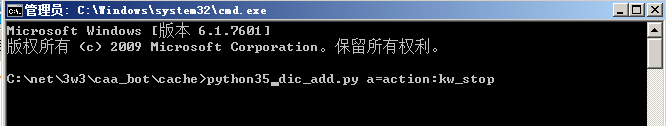 管理员: C:\Windows\system32\cmd.exe
Microsoft Windows [版本 6.1.7601]
版权所有 (c) 2009 Microsoft Corporation。保留所有权利。
C:\net\3w3\caa_bot\cache>python35_dic_add.py a=action:kw_stop